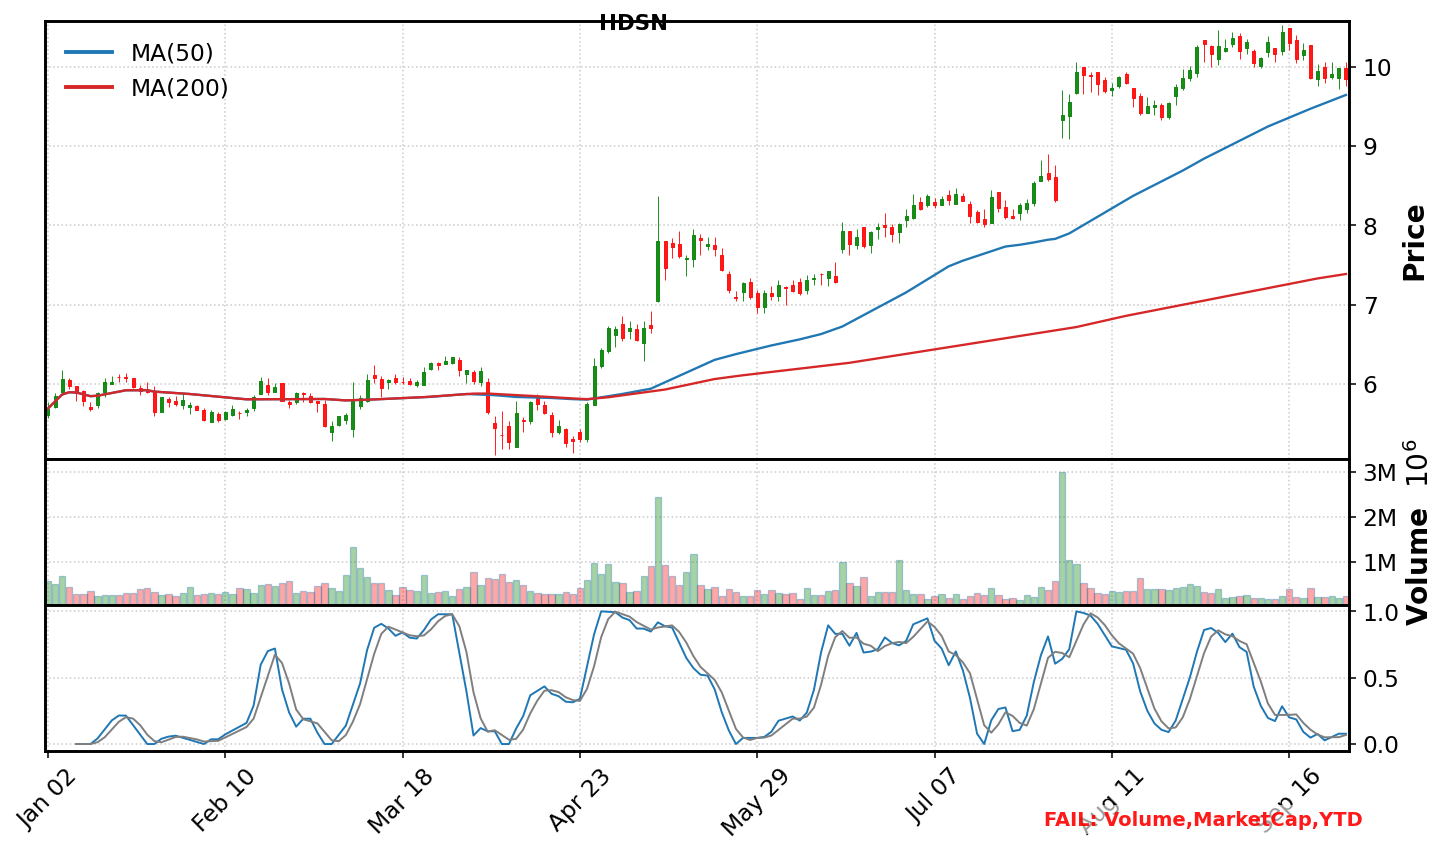 HDSN
MA(50)
MA(200)
10
9
8
7
6
Price
3M
2M
1M
Volume 10^6
1.0
0.5
0.0
Jan 02
Feb 10
Mar 18
Apr 23
May 29
Jul 07
Aug 11
Sep 16
FAIL: Volume,MarketCap,YTD